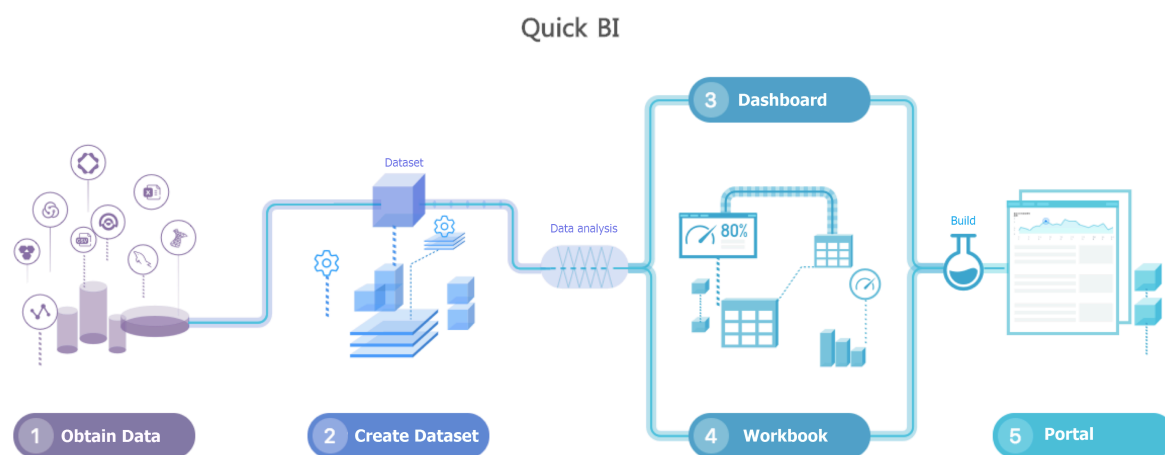 Quick BI
3 Dashboard
Dataset
Data analysis
80%
Build
1 Obtain Data
2 Create Dataset
4 Workbook
5 Portal